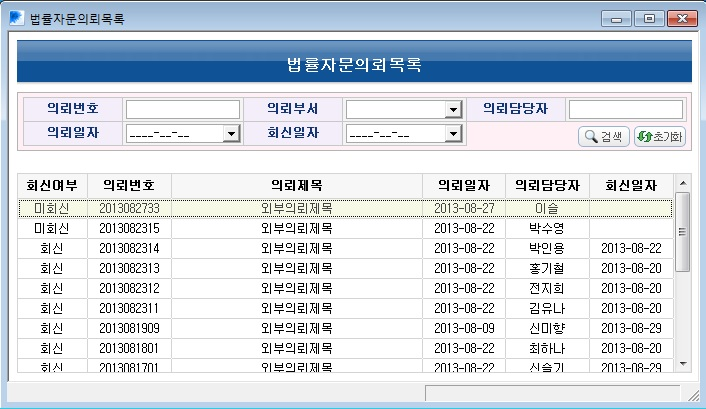 법률자문의뢰목록
법률자문의뢰목록
의뢰번호 의뢰부서 의뢰담당자
의뢰일자 ____-__-__ 회신일자 ____-__-__ 검색 초기화
회신여부 의뢰번호 의뢰제목 의뢰일자 의뢰담당자 회신일자
미회신 2013082733 외부의뢰제목 2013-08-27 이슬
미회신 2013082315 외부의뢰제목 2013-08-22 박수영
회신 2013082314 외부의뢰제목 2013-08-22 박인용 2013-08-22
회신 2013082313 외부의뢰제목 2013-08-22 홍기철 2013-08-20
회신 2013082312 외부의뢰제목 2013-08-22 전지희 2013-08-20
회신 2013082311 외부의뢰제목 2013-08-22 김유나 2013-08-20
회신 2013081909 외부의뢰제목 2013-08-09 신미향 2013-08-29
회신 2013081801 외부의뢰제목 2013-08-22 최하나 2013-08-20
회신 2013081701 외부의뢰제목 2013-08-22 신슬기 2013-08-29